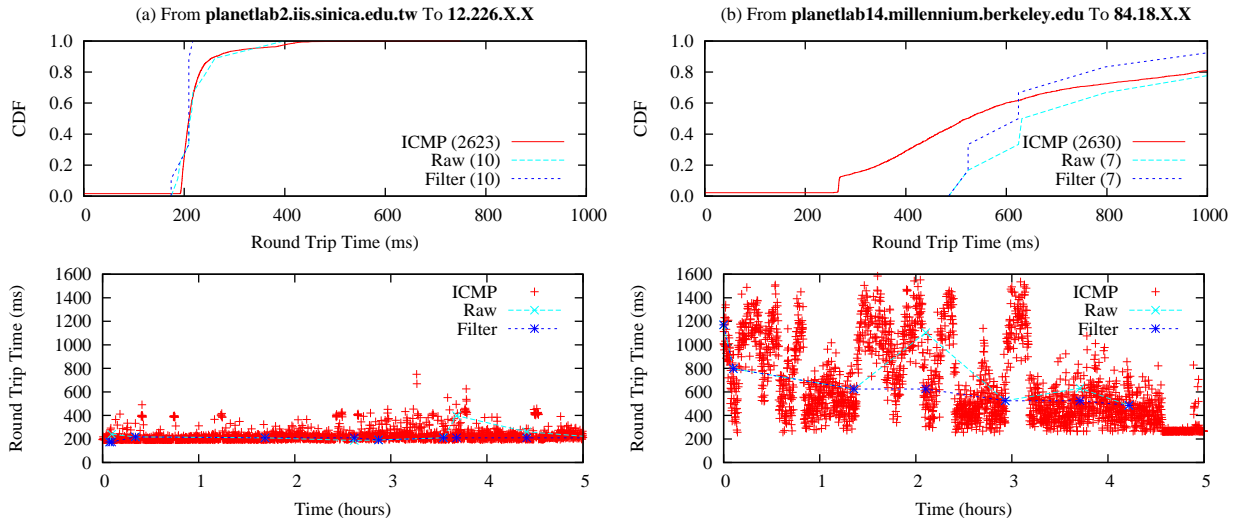 (a) From planetlab2.iis.sinica.edu.tw To 12.226.X.X
1.0
0.8
0.6
0.4
0.2
0.0
CDF
ICMP (2623)
Raw (10)
Filter (10)
0 200 400 600 800 1000
Round Trip Time (ms)
1600
1400
1200
1000
800
600
400
200
0
Round Trip Time (ms)
ICMP
Raw
Filter
0 1 2 3 4 5
Time (hours)
(b) From planetlab14.millennium.berkeley.edu To 84.18.X.X
1.0
0.8
0.6
0.4
0.2
0.0
CDF
ICMP (2630)
Raw (7)
Filter (7)
0 200 400 600 800 1000
Round Trip Time (ms)
1600
1400
1200
1000
800
600
400
200
0
Round Trip Time (ms)
ICMP
Raw
Filter
0 1 2 3 4 5
Time (hours)